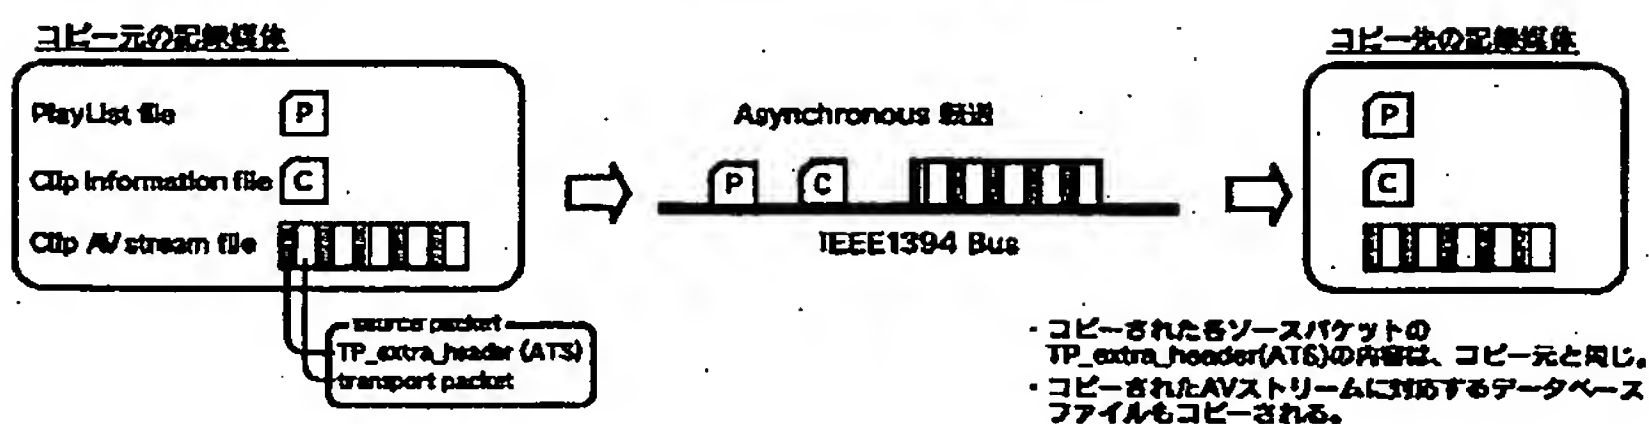 コピー元の記録媒体
PlayList file
P
Clip Information file
C
Clip AV stream file
source packet
TP_extra_header (ATS)
transport packet
Asynchronous 転送
P
C
IEEE1394 Bus
コピー先の記録媒体
P
C
・コピーされた各ソースパケットの
TP_extra_header(ATS)の内容は、コピー元と同じ。
・コピーされたAVストリームに対応するデータベース
ファイルもコピーされる。